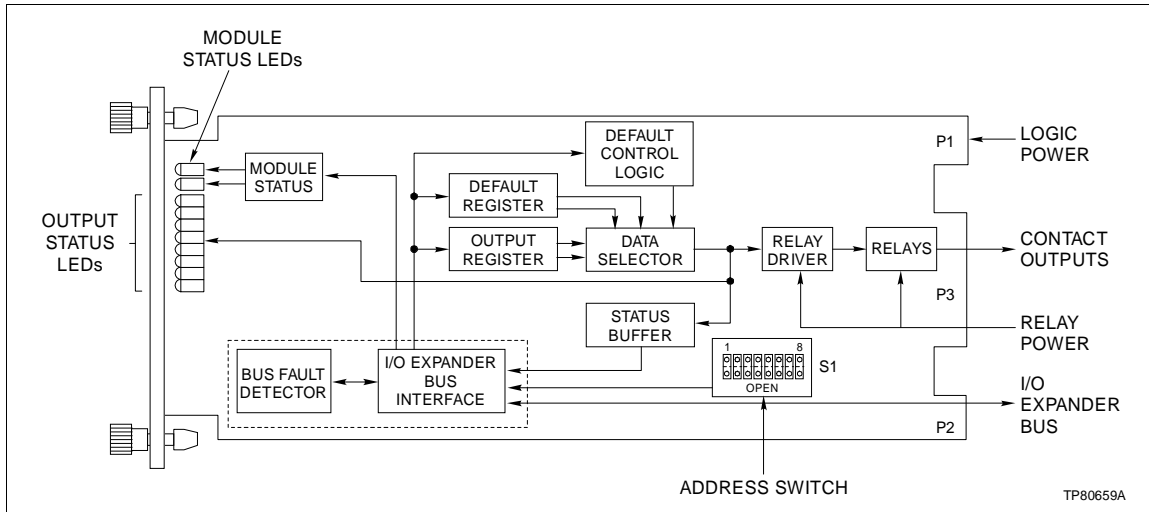 MODULE
STATUS LEDs
OUTPUT
STATUS
LEDs
MODULE
STATUS
DEFAULT
CONTROL
LOGIC
DEFAULT
REGISTER
OUTPUT
REGISTER
DATA
SELECTOR
RELAY
DRIVER
RELAYS
STATUS
BUFFER
BUS FAULT
DETECTOR
I/O EXPANDER
BUS
INTERFACE
1 8
OPEN
S1
P1
LOGIC
POWER
CONTACT
OUTPUTS
P3
RELAY
POWER
I/O
EXPANDER
BUS
P2
ADDRESS SWITCH
TP80659A